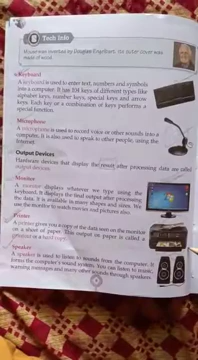 Tech Info
Mouse was invented by Douglas Engelbart. Its outer cover was
made of wood.
Keyboard
A keyboard is used to enter text, numbers and symbols
into a computer. It has 104 keys of different types like
alphabet keys, number keys, special keys and arrow
keys. Each key or a combination of keys performs a
special function.
Microphone
A microphone is used to record voice or other sounds into a
computer. It is also used to speak to other people, using the
Internet.
Output Devices
Hardware devices that display the result after processing data are called
output devices.
Monitor
A monitor displays whatever we type using the
keyboard. It displays the final output after processing
the data. It is available in many shapes and sizes. We
use the monitor to watch movies and pictures also.
Printer
A printer gives you a copy of the data seen on the monitor
on a sheet of paper. This output on paper is called a
printout or a hard copy.
Speaker
A speaker is used to listen to sounds from the computer. It
forms the computer's sound system. You can listen to music,
warning messages and many other sounds through speakers.